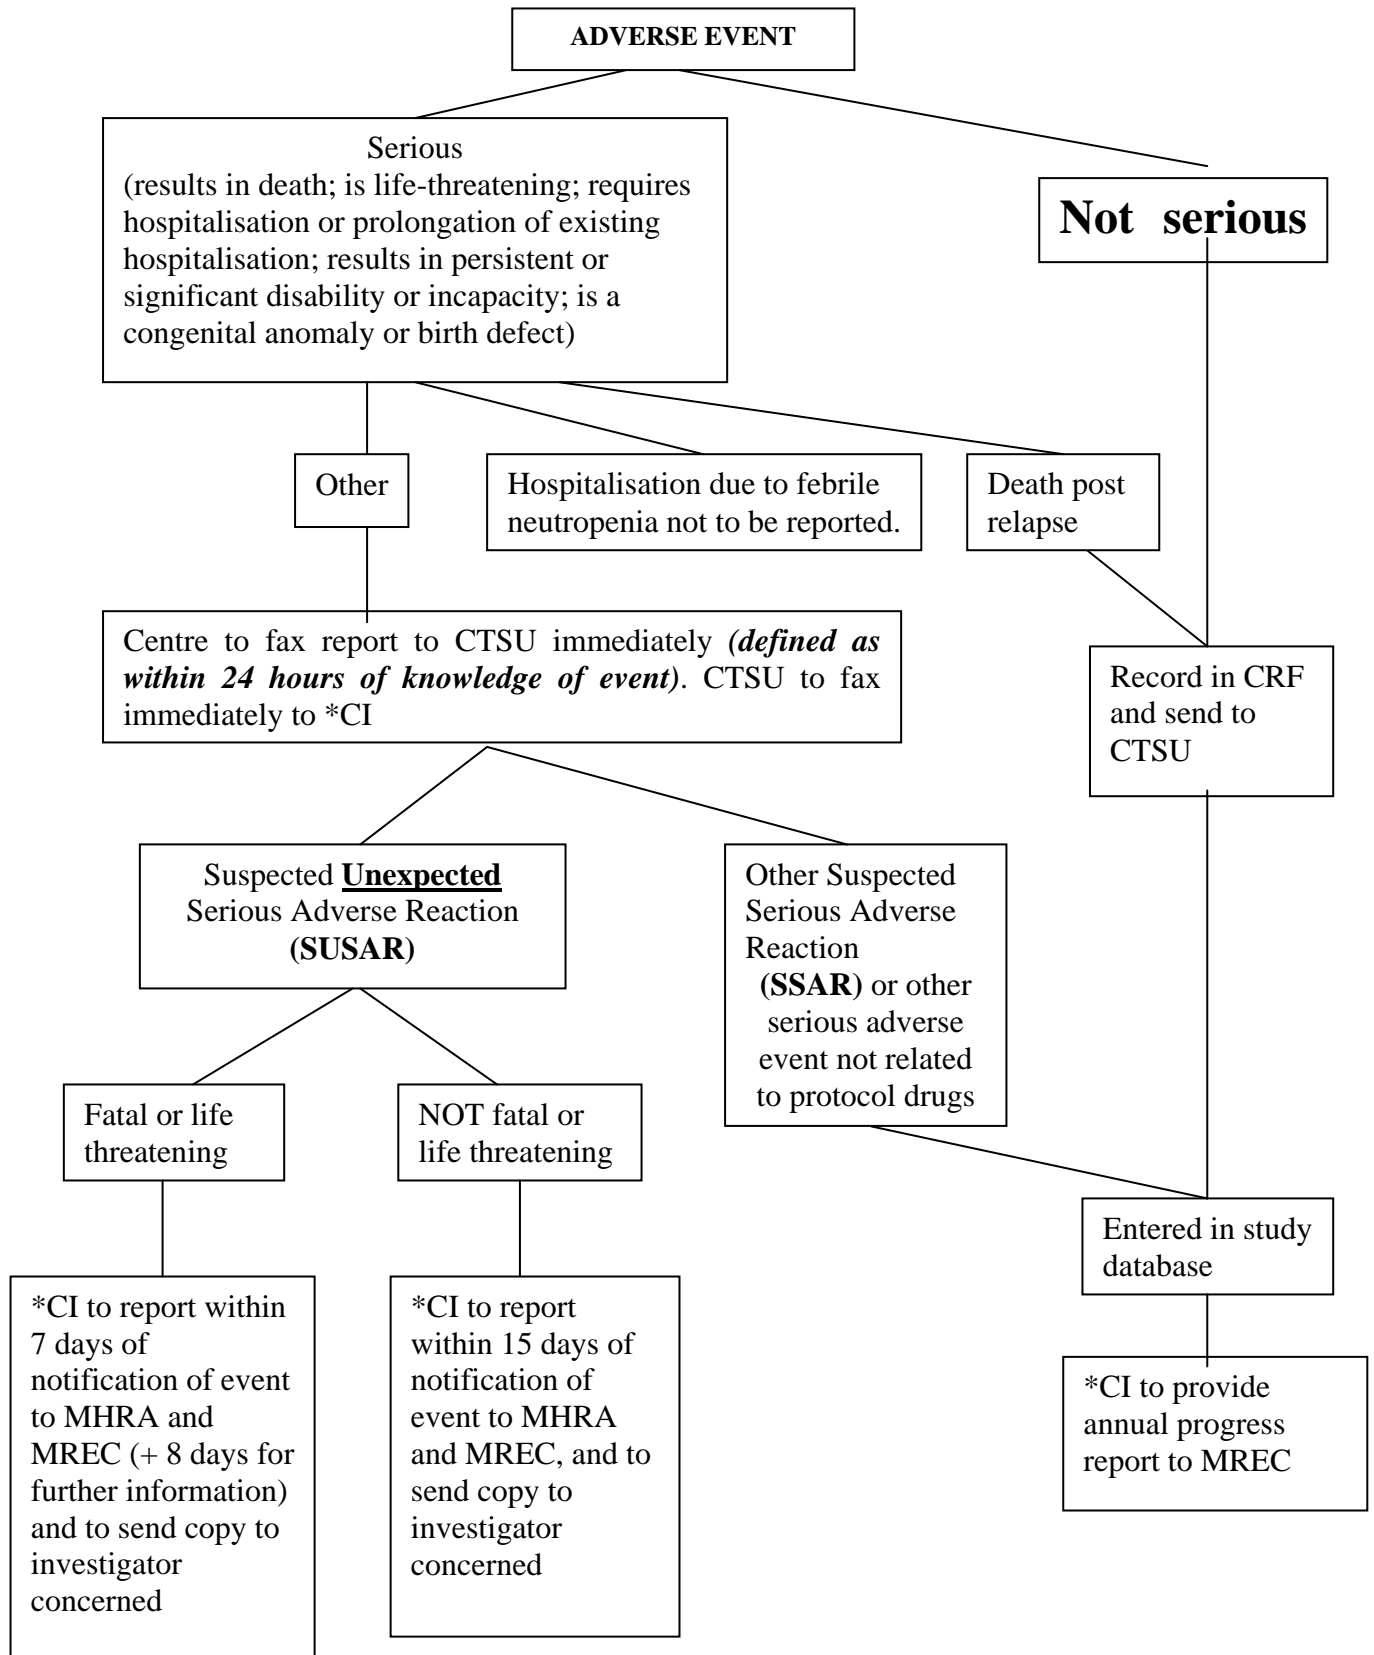 ADVERSE EVENT
Serious
(results in death; is life-threatening; requires
hospitalisation or prolongation of existing
hospitalisation; results in persistent or
significant disability or incapacity; is a
congenital anomaly or birth defect)
Not serious
Other
Hospitalisation due to febrile
neutropenia not to be reported.
Death post
relapse
Centre to fax report to CTSU immediately (defined as
within 24 hours of knowledge of event). CTSU to fax
immediately to *CI
Record in CRF
and send to
CTSU
Suspected Unexpected
Serious Adverse Reaction
(SUSAR)
Other Suspected
Serious Adverse
Reaction
(SSAR) or other
serious adverse
event not related
to protocol drugs
Fatal or life
threatening
NOT fatal or
life threatening
Entered in study
database
*CI to report within
7 days of
notification of event
to MHRA and
MREC (+ 8 days for
further information)
and to send copy to
investigator
concerned
*CI to report
within 15 days of
notification of
event to MHRA
and MREC, and to
send copy to
investigator
concerned
*CI to provide
annual progress
report to MREC